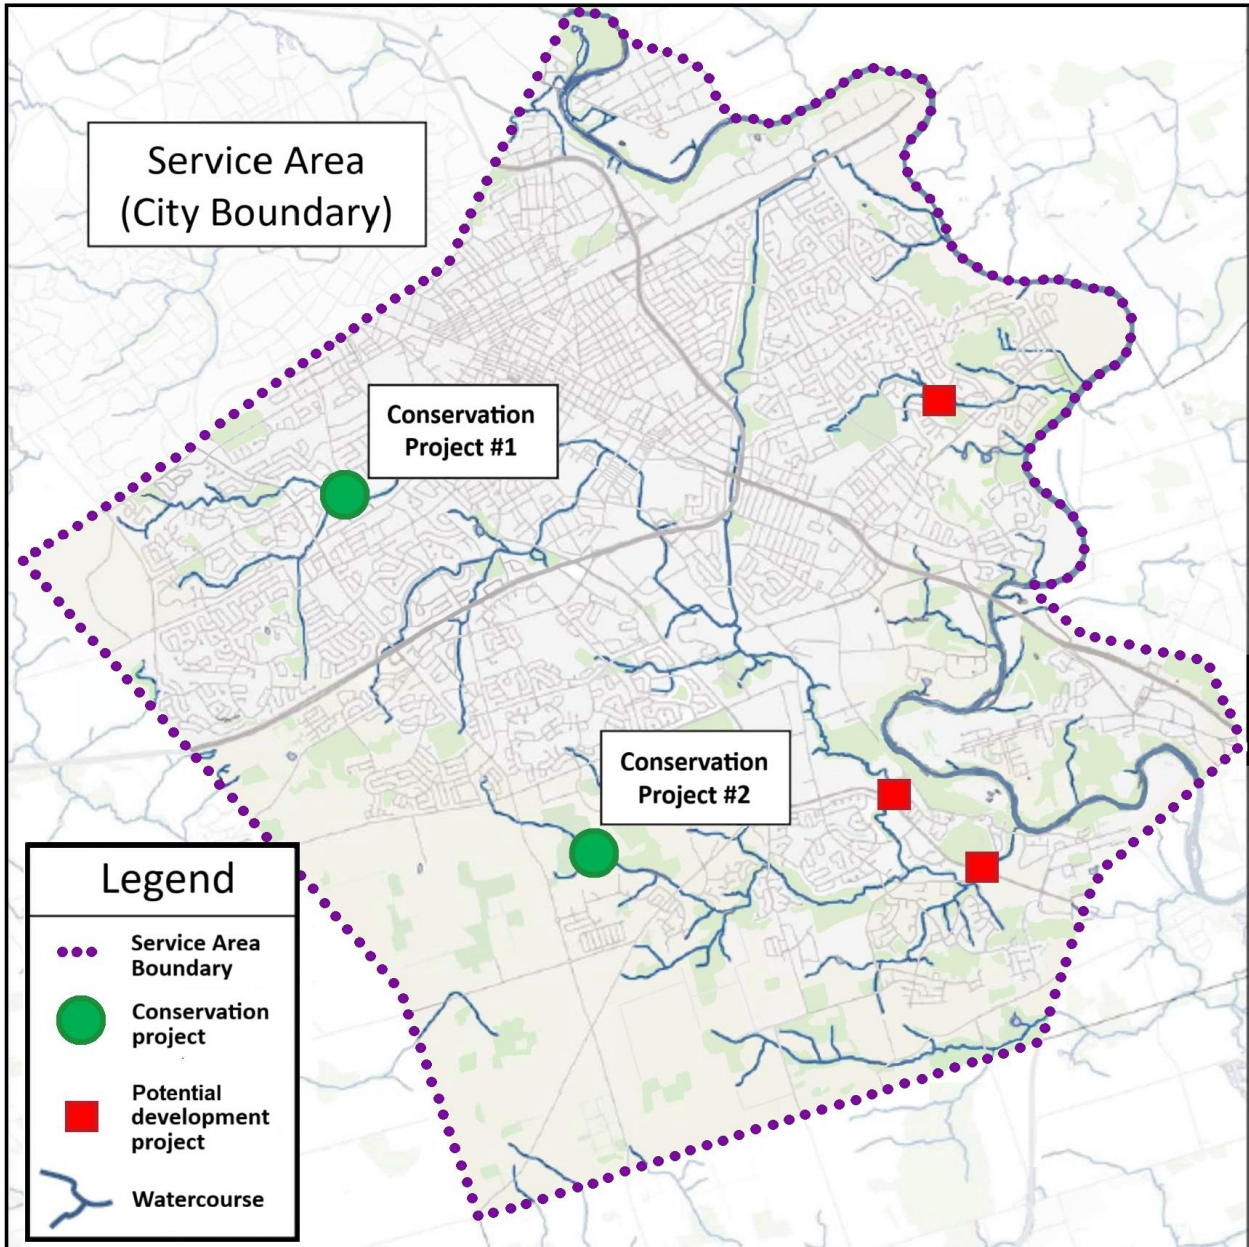 Service Area
(City Boundary)
Conservation
Project #1
Conservation
Project #2
Legend
Service Area
Boundary
Conservation
project
Potential
development
project
Watercourse